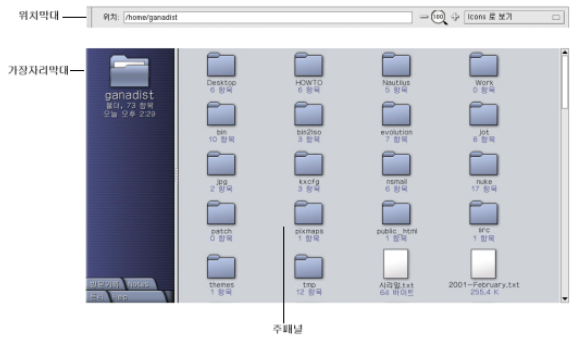 위치막대
위치: /home/ganadist
100
Icons 로 보기
가장자리막대
ganadist
폴더, 73 항목
오늘 오후 2:29
Desktop
6 항목
HOWTO
6 항목
Nautilus
5 항목
Work
0 항목
bin
10 항목
bin2iso
3 항목
evolution
7 항목
jot
8 항목
jpg
2 항목
kxcfg
3 항목
nsmail
6 항목
nuke
17 항목
patch
0 항목
pixmaps
1 항목
public_html
1 항목
src
1 항목
themes
1 항목
tmp
12 항목
시리얼.txt
64 바이트
2001-February.txt
255.4 K
Notes
주패널